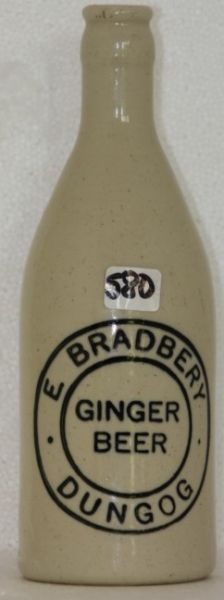 580
E BRADBERY
GINGER
BEER
· DUNGOG ·